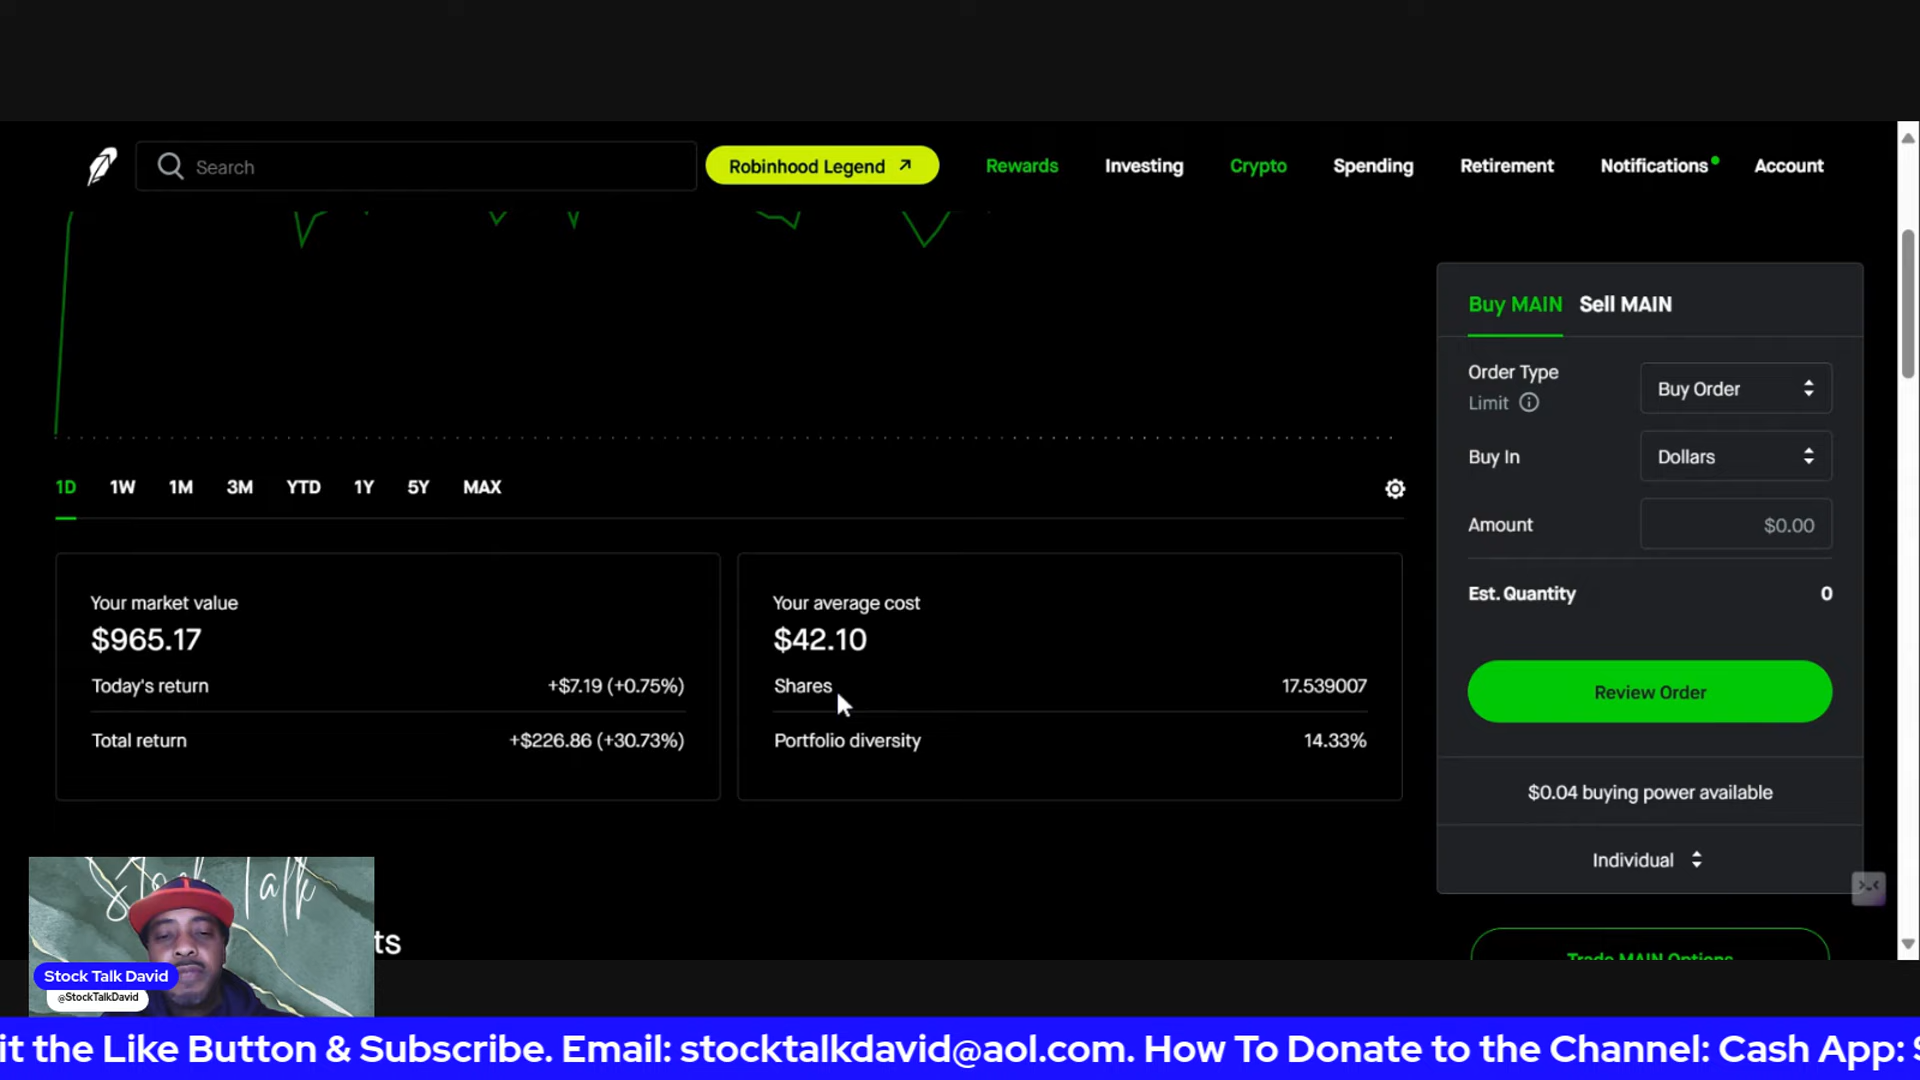 Search
Robinhood Legend
Rewards
Investing
Crypto
Spending
Retirement
Notifications
Account
Buy MAIN
Sell MAIN
Order Type
Limit
Buy Order
Buy In
Dollars
Amount
$0.00
Est. Quantity
0
Review Order
$0.04 buying power available
Individual
Trade MAIN Options
1D
1W
1M
3M
YTD
1Y
5Y
MAX
Your market value
$965.17
Today's return
+$7.19 (+0.75%)
Total return
+$226.86 (+30.73%)
Your average cost
$42.10
Shares
17.539007
Portfolio diversity
14.33%
Stock Talk
ts
Stock Talk David
@StockTalkDavid
it the Like Button & Subscribe. Email: stocktalkdavid@aol.com. How To Donate to the Channel: Cash App: $